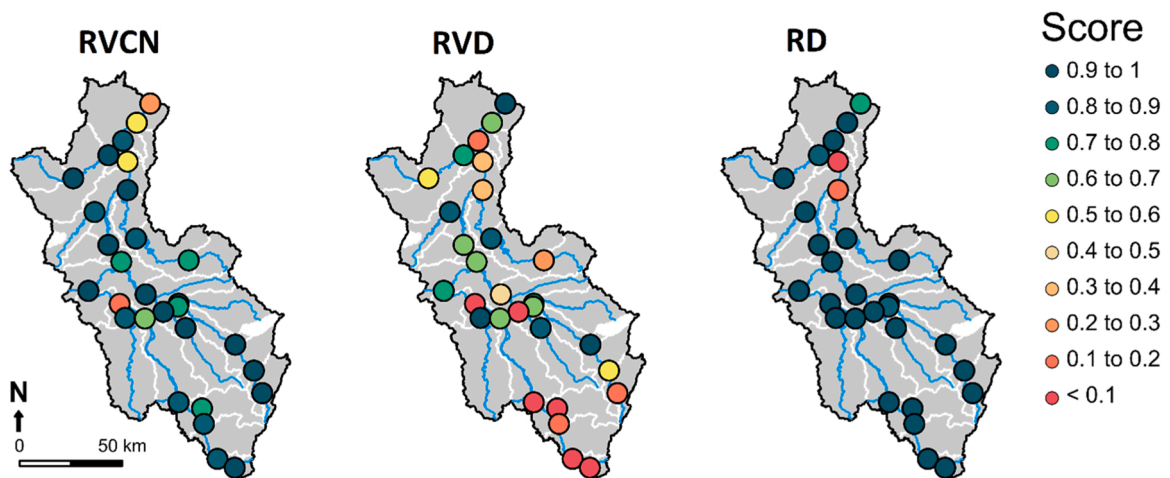 RVCN
RVD
RD
Score
0.9 to 1
0.8 to 0.9
0.7 to 0.8
0.6 to 0.7
0.5 to 0.6
0.4 to 0.5
0.3 to 0.4
0.2 to 0.3
0.1 to 0.2
< 0.1
N
0 50 km